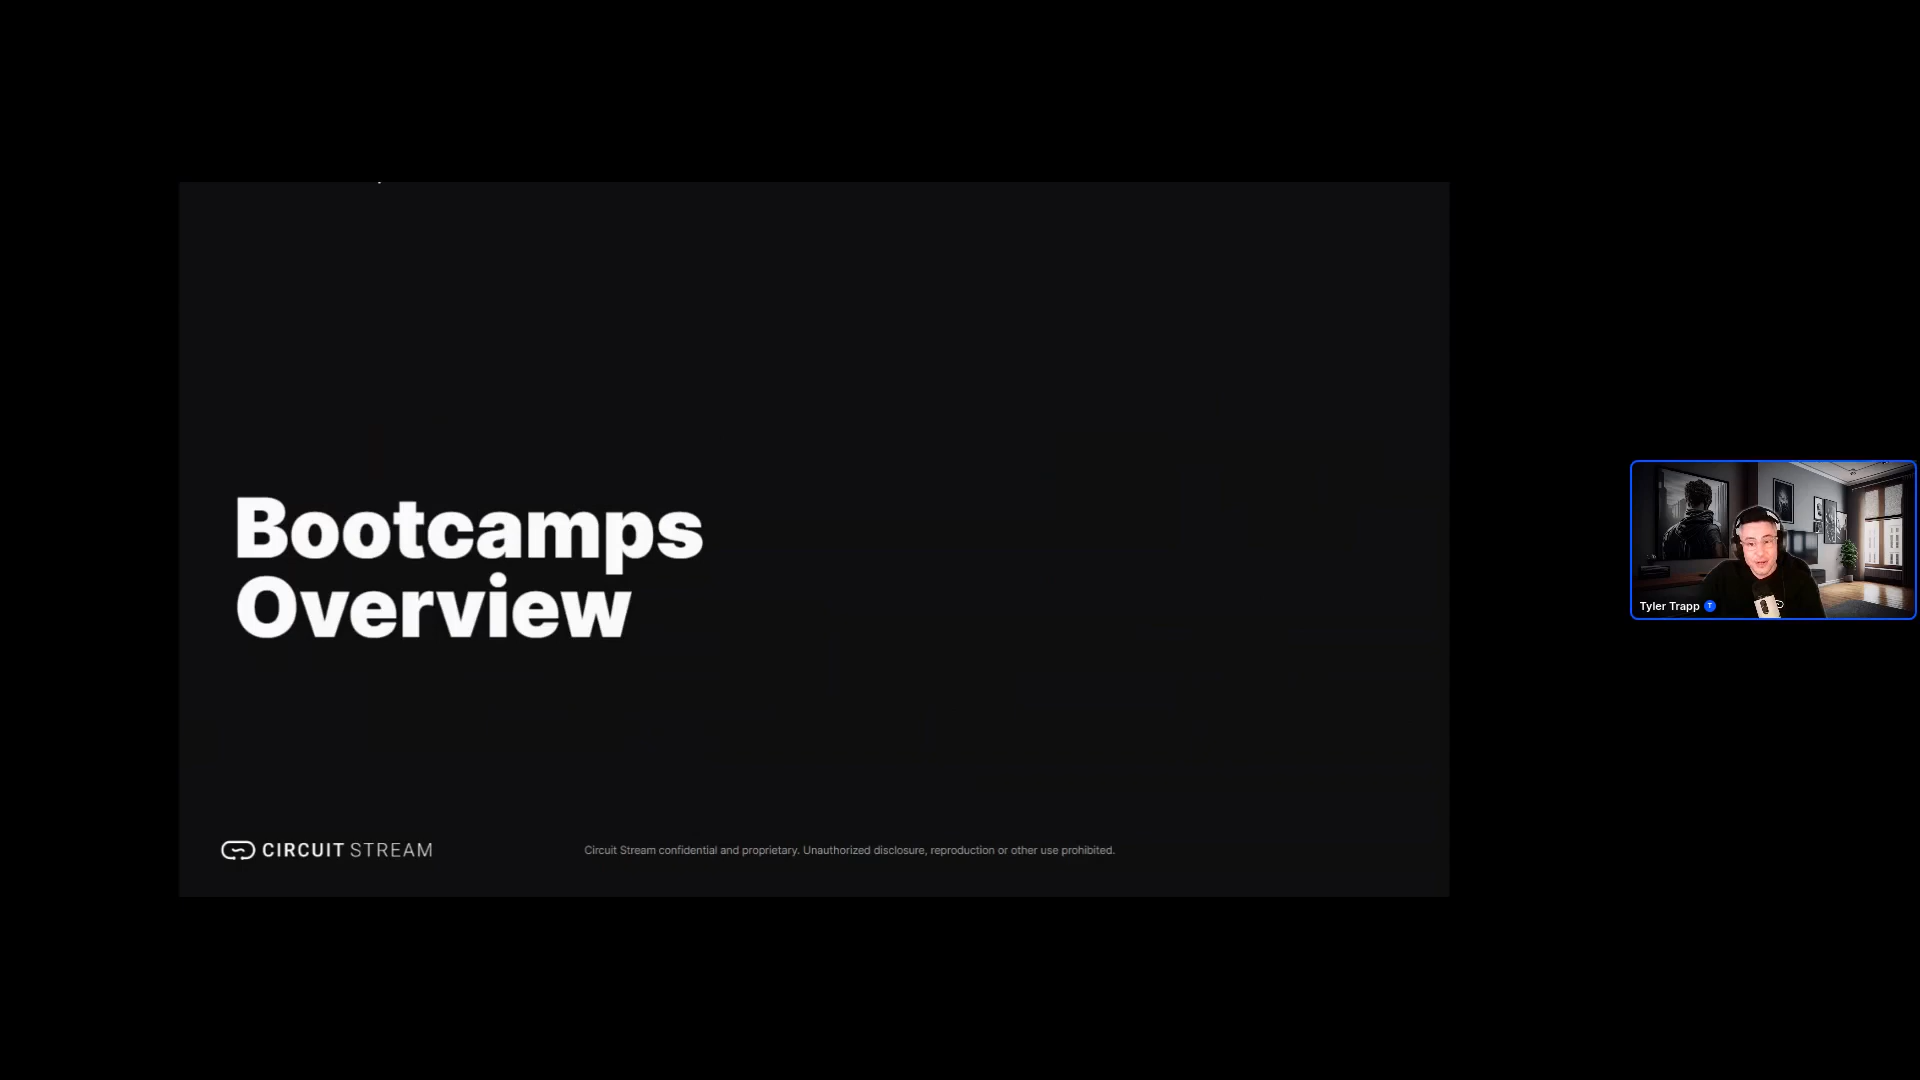 Bootcamps
Overview
CIRCUIT STREAM
Circuit Stream confidential and proprietary. Unauthorized disclosure, reproduction or other use prohibited.
Tyler Trapp T